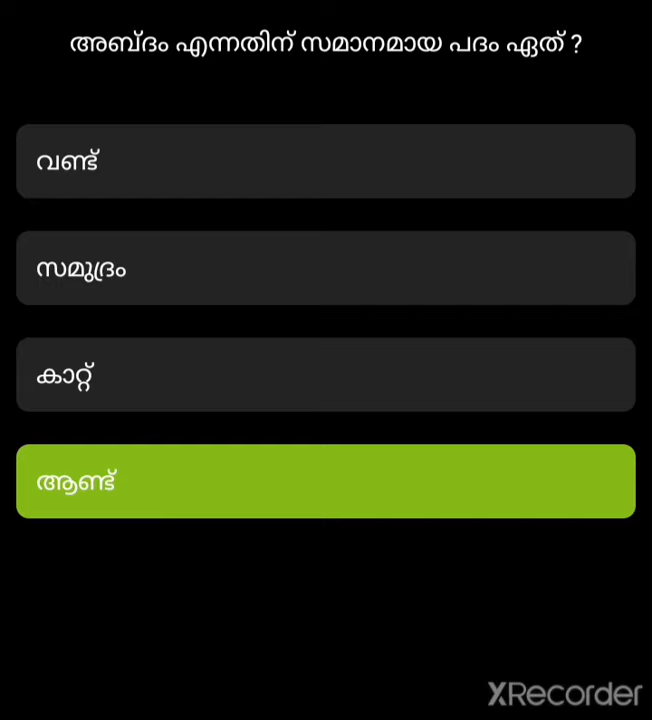 അബ്ദം എന്നതിന് സമാനമായ പദം ഏത് ?
വണ്ട്
സമുദ്രം
കാറ്റ്
ആണ്ട്
XRecorder